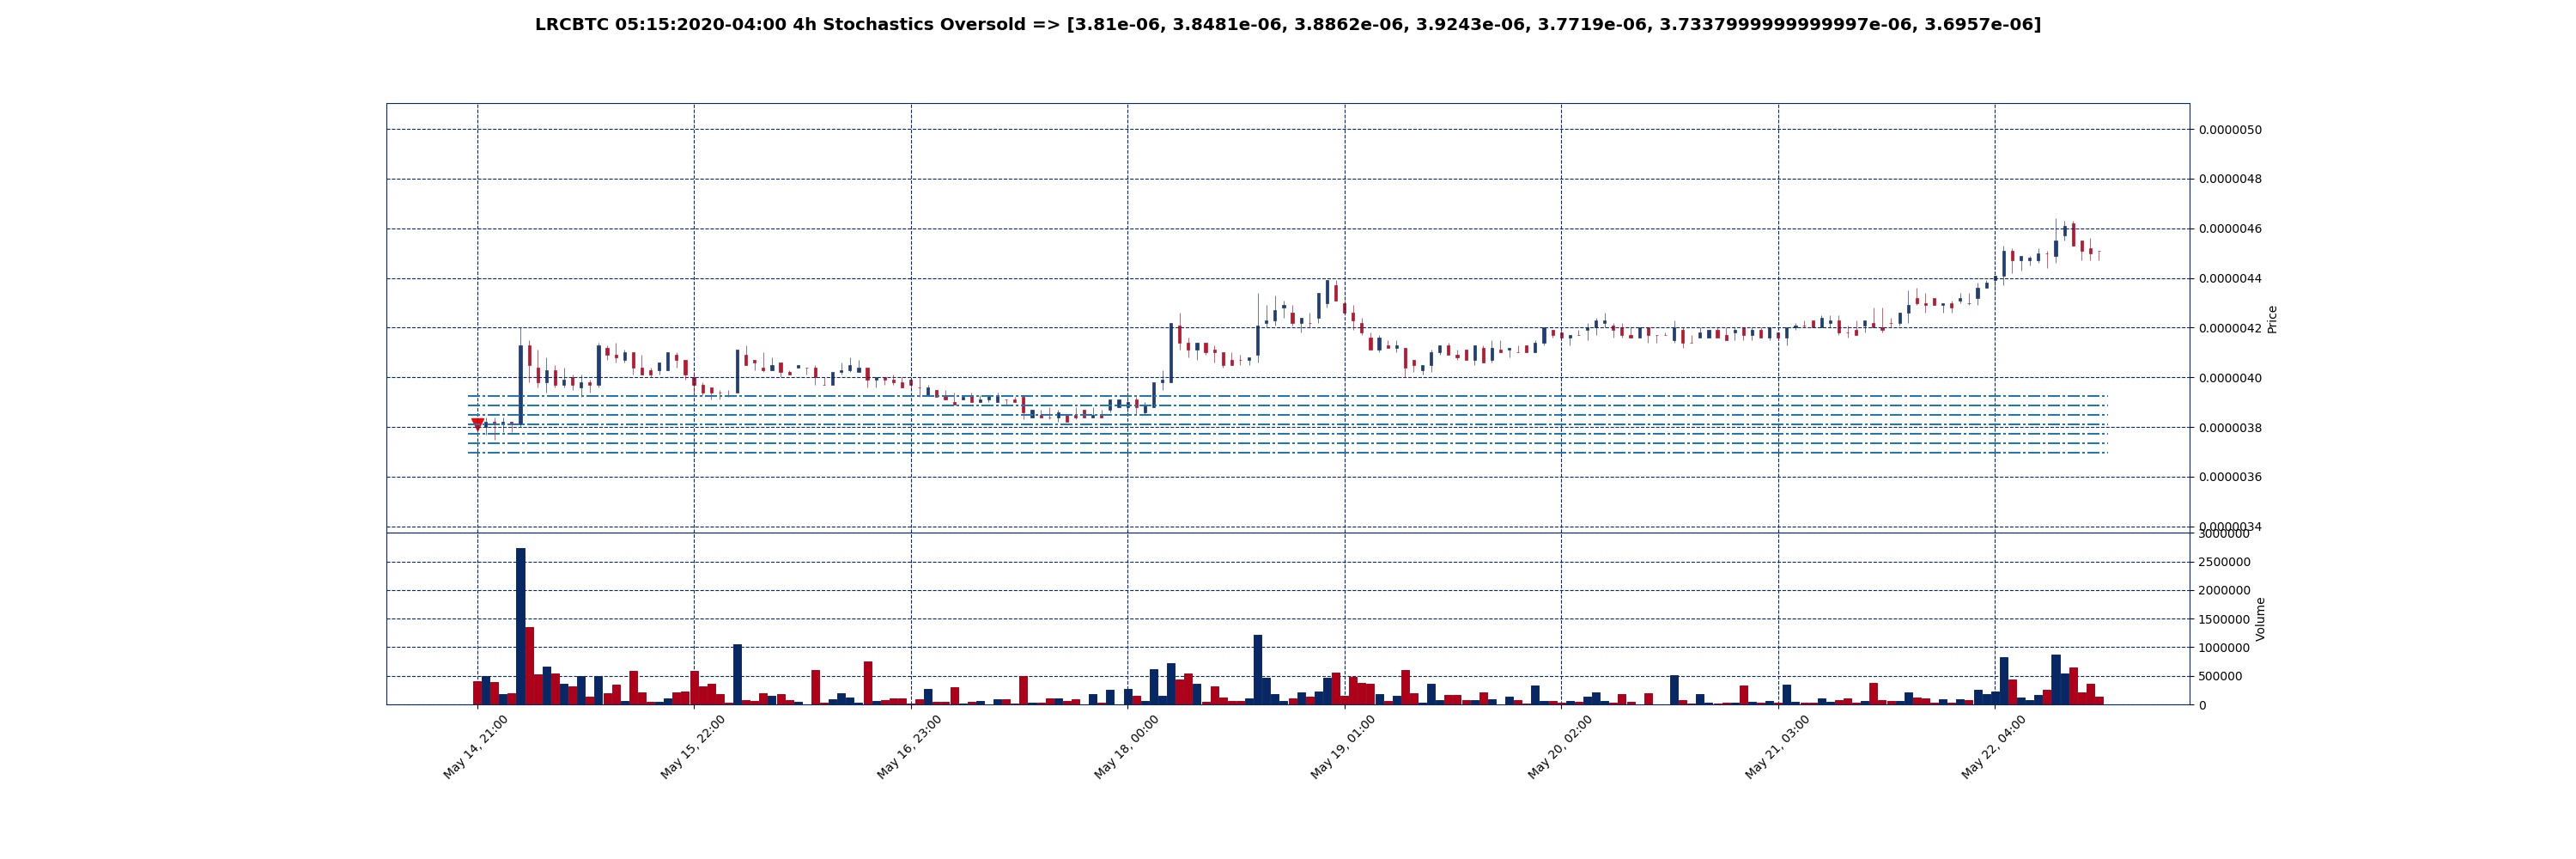 LRCBTC 05:15:2020-04:00 4h Stochastics Oversold => [3.81e-06, 3.8481e-06, 3.8862e-06, 3.9243e-06, 3.7719e-06, 3.7337999999999997e-06, 3.6957e-06]
0.0000050
0.0000048
0.0000046
0.0000044
0.0000042
0.0000040
0.0000038
0.0000036
0.0000034
Price
3000000
2500000
2000000
1500000
1000000
500000
0
Volume
May 14, 21:00
May 15, 22:00
May 16, 23:00
May 18, 00:00
May 19, 01:00
May 20, 02:00
May 21, 03:00
May 22, 04:00